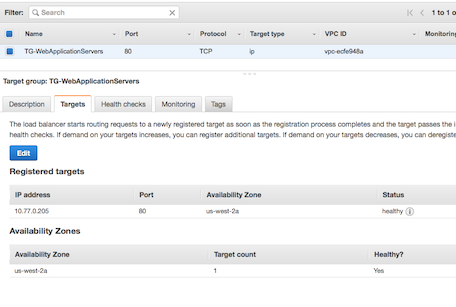 Filter:
Search
1 to 1 o
Name Port Protocol Target type VPC ID Monitoring
TG-WebApplicationServers 80 TCP ip vpc-ecfe948a
Target group: TG-WebApplicationServers
Description Targets Health checks Monitoring Tags
The load balancer starts routing requests to a newly registered target as soon as the registration process completes and the target passes the i
health checks. If demand on your targets increases, you can register additional targets. If demand on your targets decreases, you can deregiste
Edit
Registered targets
IP address Port Availability Zone Status
10.77.0.205 80 us-west-2a healthy
Availability Zones
Availability Zone Target count Healthy?
us-west-2a 1 Yes